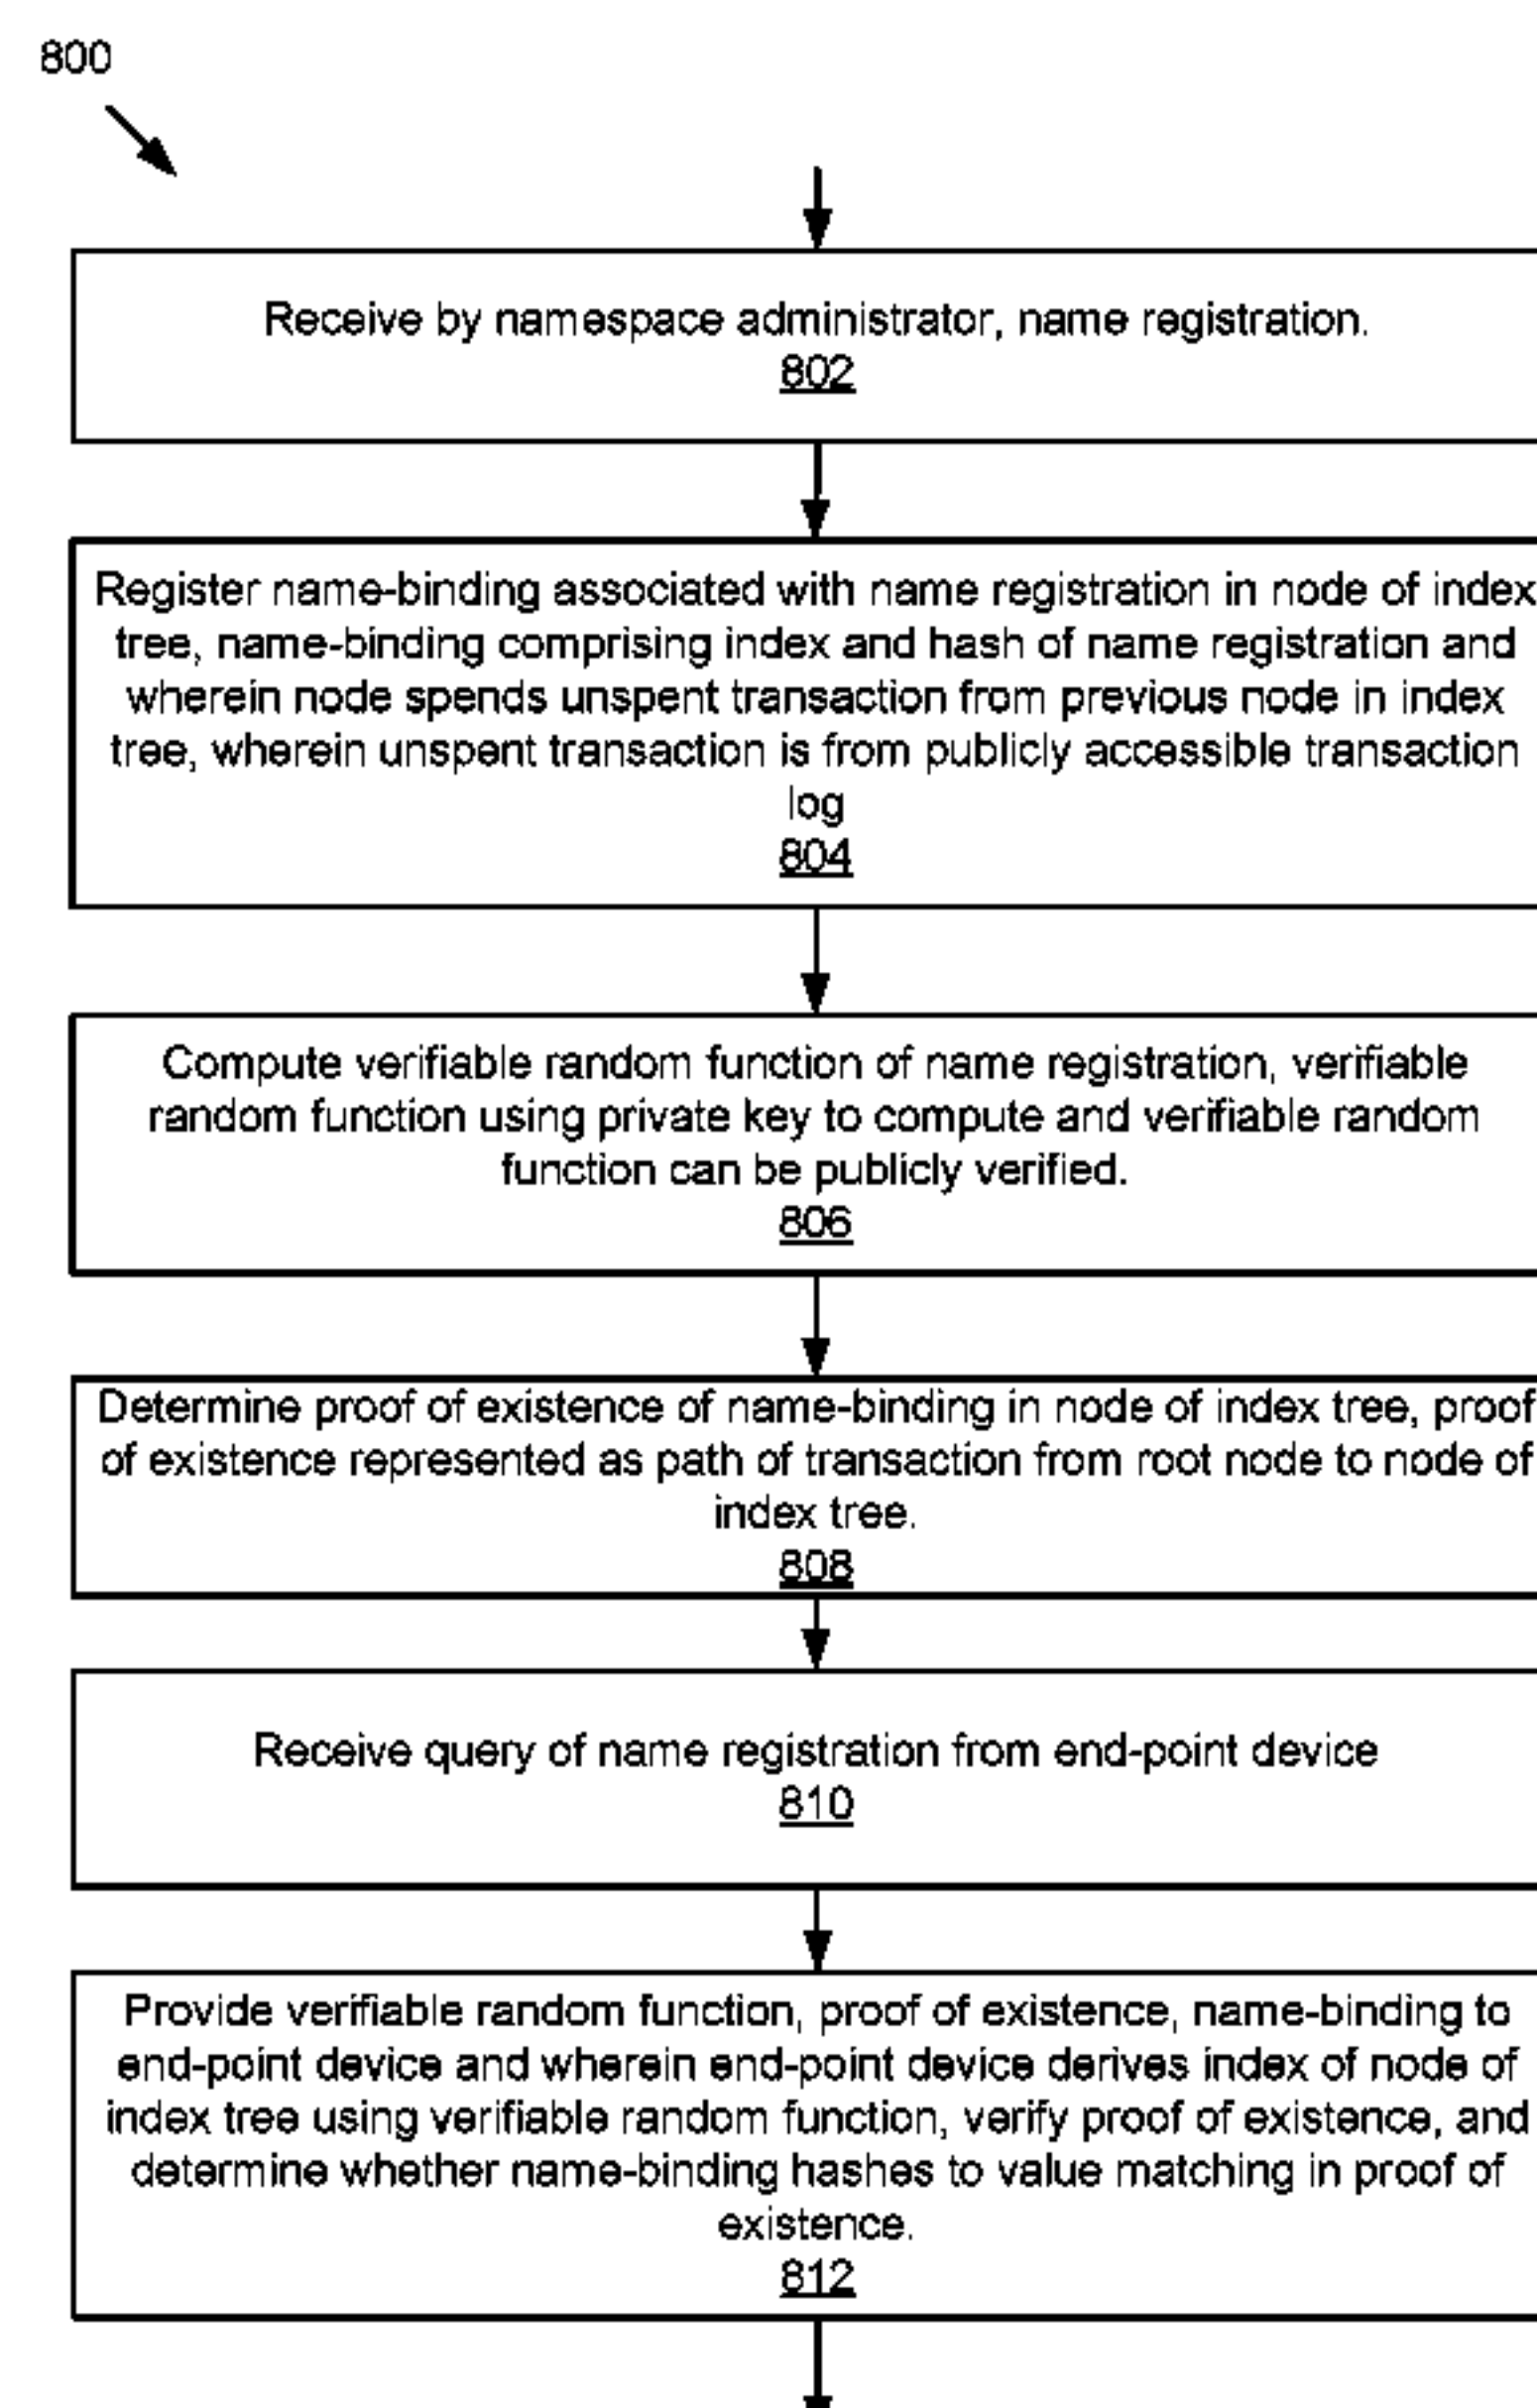 800
Receive by namespace administrator, name registration.
802
Register name-binding associated with name registration in node of index
tree, name-binding comprising index and hash of name registration and
wherein node spends unspent transaction from previous node in index
tree, wherein unspent transaction is from publicly accessible transaction
log
804
Compute verifiable random function of name registration, verifiable
random function using private key to compute and verifiable random
function can be publicly verified.
806
Determine proof of existence of name-binding in node of index tree, proof
of existence represented as path of transaction from root node to node of
index tree.
808
Receive query of name registration from end-point device
810
Provide verifiable random function, proof of existence, name-binding to
end-point device and wherein end-point device derives index of node of
index tree using verifiable random function, verify proof of existence, and
determine whether name-binding hashes to value matching in proof of
existence.
812